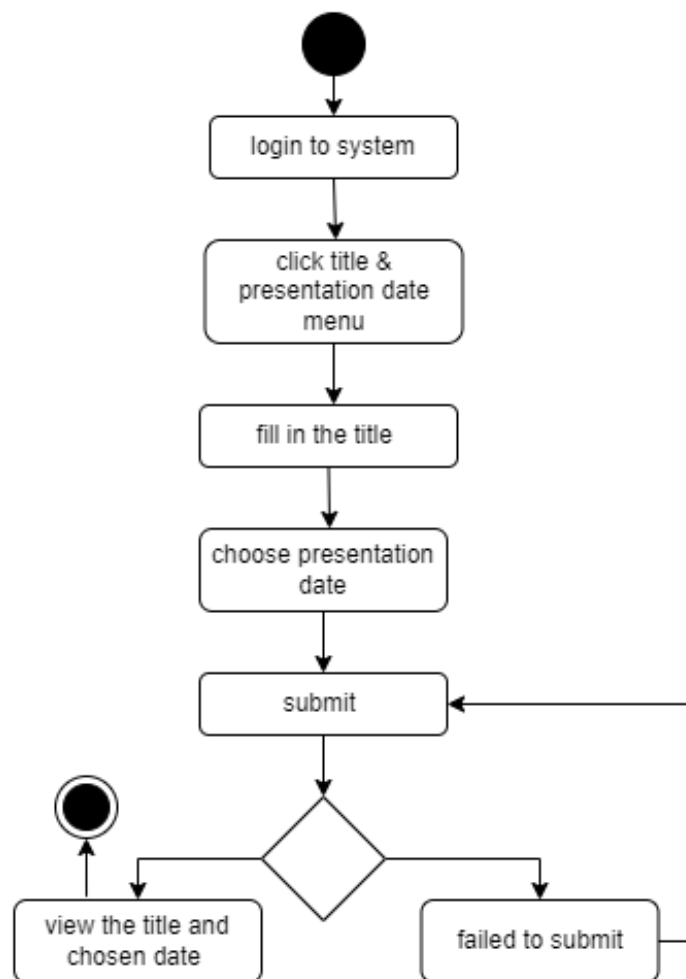 login to system
click title &
presentation date
menu
fill in the title
choose presentation
date
submit
view the title and
chosen date
failed to submit